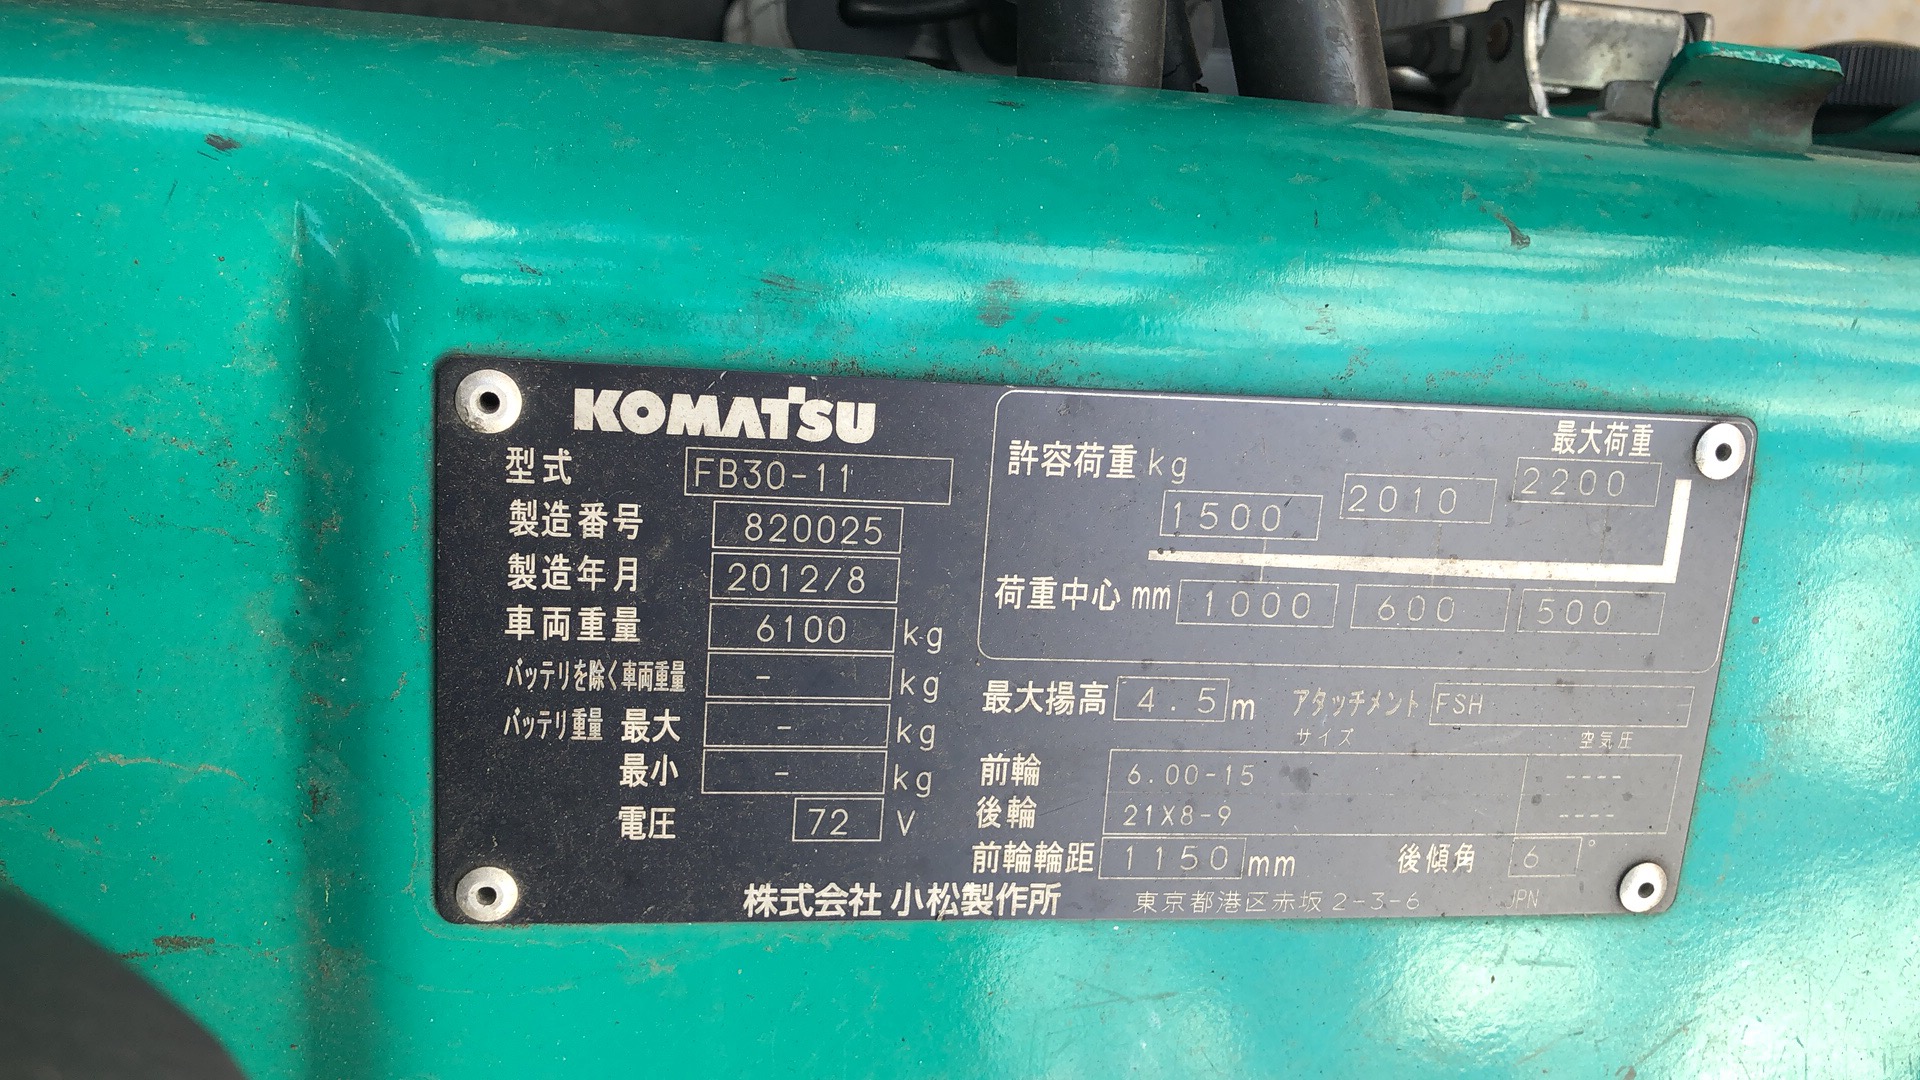 KOMATSU
型式 FB30-11
製造番号 820025
製造年月 2012/8
車両重量 6100 kg
バッテリを除く車両重量 - kg
バッテリ重量 最大 - kg
最小 - kg
電圧 72 V
最大荷重
許容荷重 kg 1500 2010 2200
荷重中心 mm 1000 600 500
最大揚高 4.5 m アタッチメント FSH
サイズ 空気圧
前輪 6.00-15 ----
後輪 21X8-9 ----
前輪輪距 1150 mm 後傾角 6°
株式会社 小松製作所 東京都港区赤坂2-3-6 JPN